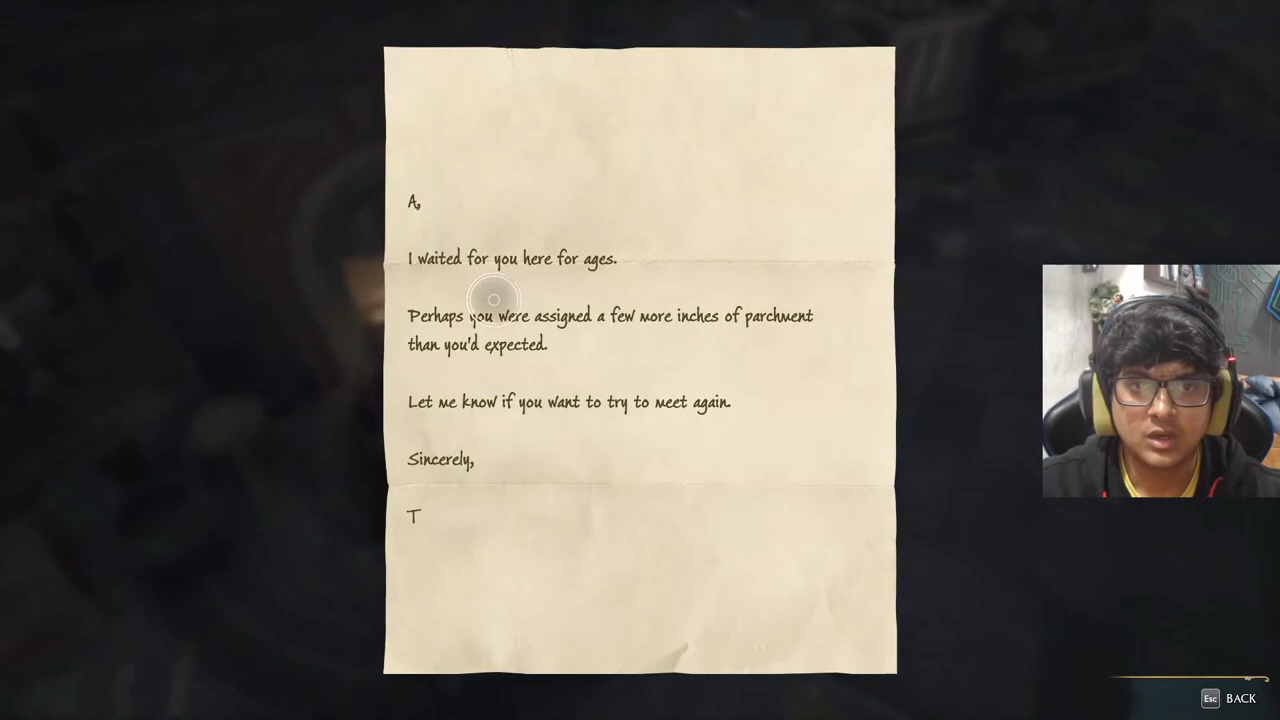 A,
I waited for you here for ages.
Perhaps you were assigned a few more inches of parchment
than you'd expected.
Let me know if you want to try to meet again.
Sincerely,
T
Esc BACK